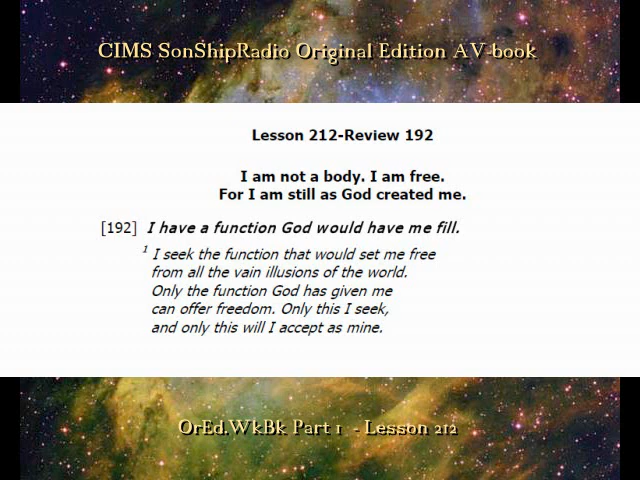 CIMS SonShipRadio Original Edition AV-book
Lesson 212-Review 192
I am not a body. I am free.
For I am still as God created me.
[192] I have a function God would have me fill.
1 I seek the function that would set me free
from all the vain illusions of the world.
Only the function God has given me
can offer freedom. Only this I seek,
and only this will I accept as mine.
OrEd.WkBk Part 1 - Lesson 212